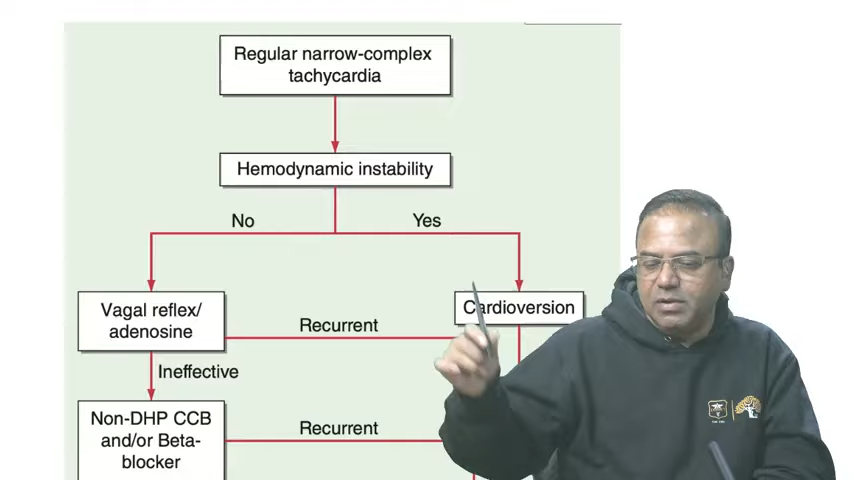 Regular narrow-complex
tachycardia
Hemodynamic instability
No
Yes
Vagal reflex/
adenosine
Cardioversion
Recurrent
Ineffective
Non-DHP CCB
and/or Beta-
blocker
Recurrent